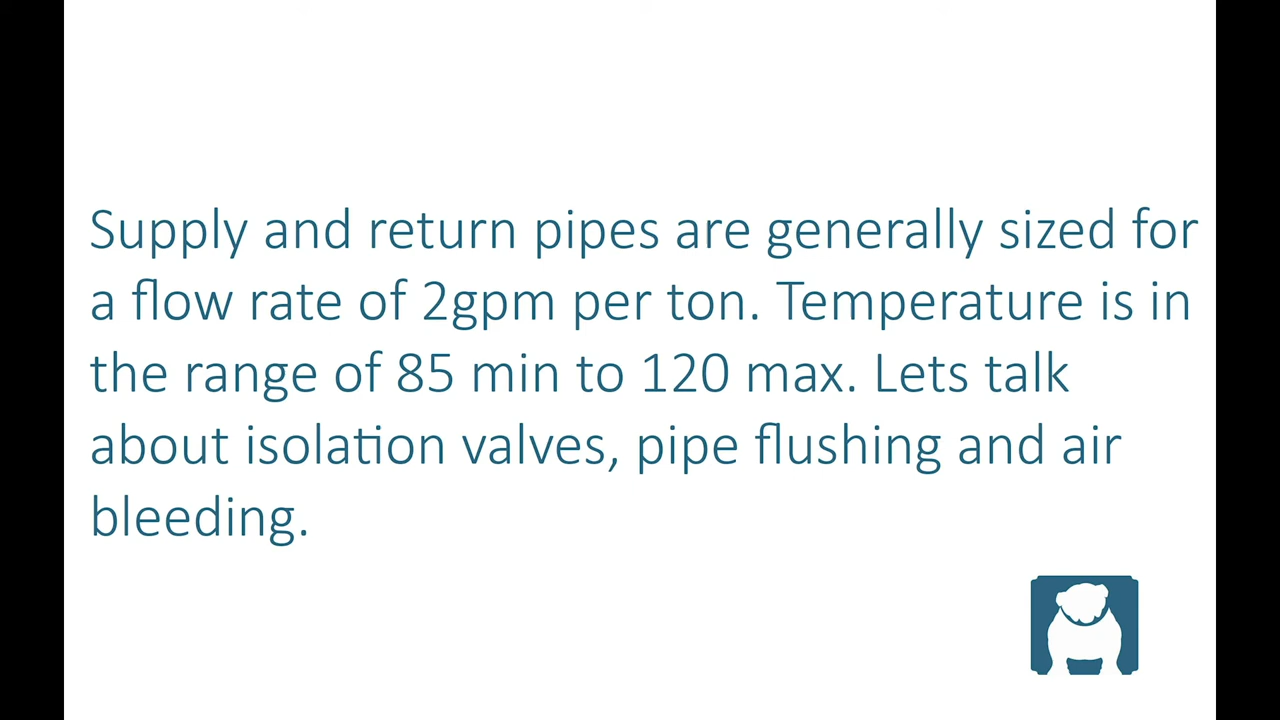 Supply and return pipes are generally sized for
a flow rate of 2gpm per ton. Temperature is in
the range of 85 min to 120 max. Lets talk
about isolation valves, pipe flushing and air
bleeding.